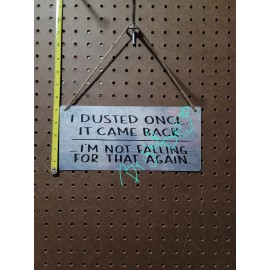 I DUSTED ONCE.
IT CAME BACK.
...I'M NOT FALLING
FOR THAT AGAIN.